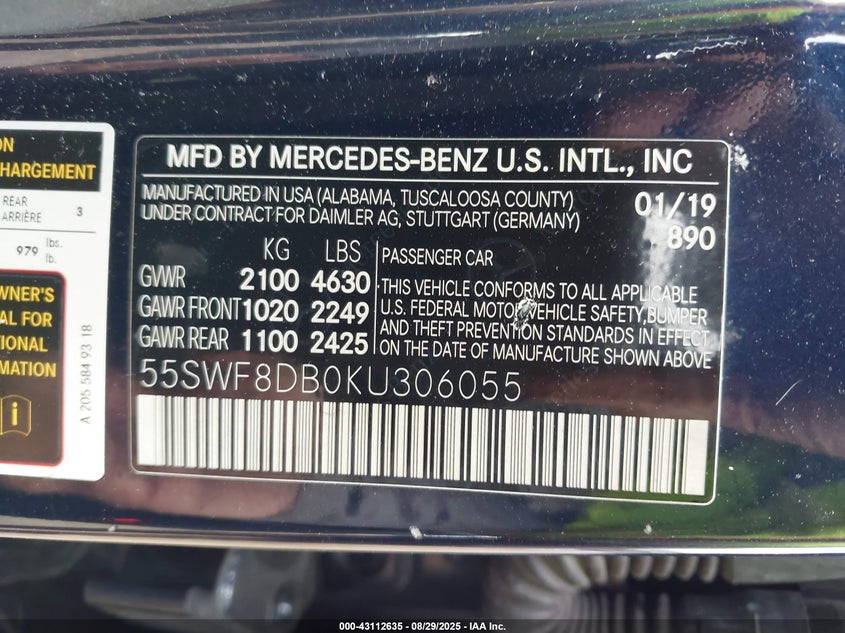 ON
HARGEMENT
REAR
ARRIÈRE
3
979 lbs.
lb.
WNER'S
AL FOR
TIONAL
MATION
i
A 205 584 93 18
MFD BY MERCEDES-BENZ U.S. INTL., INC
MANUFACTURED IN USA (ALABAMA, TUSCALOOSA COUNTY) 01/19
UNDER CONTRACT FOR DAIMLER AG, STUTTGART (GERMANY) 890
KG LBS
GVWR 2100 4630
GAWR FRONT 1020 2249
GAWR REAR 1100 2425
PASSENGER CAR
THIS VEHICLE CONFORMS TO ALL APPLICABLE
U.S. FEDERAL MOTOR VEHICLE SAFETY, BUMPER
AND THEFT PREVENTION STANDARDS IN EFFECT
ON THE DATE OF MANUFACTURE SHOWN ABOVE
55SWF8DB0KU306055
000-43112635 - 08/29/2025 - IAA Inc.